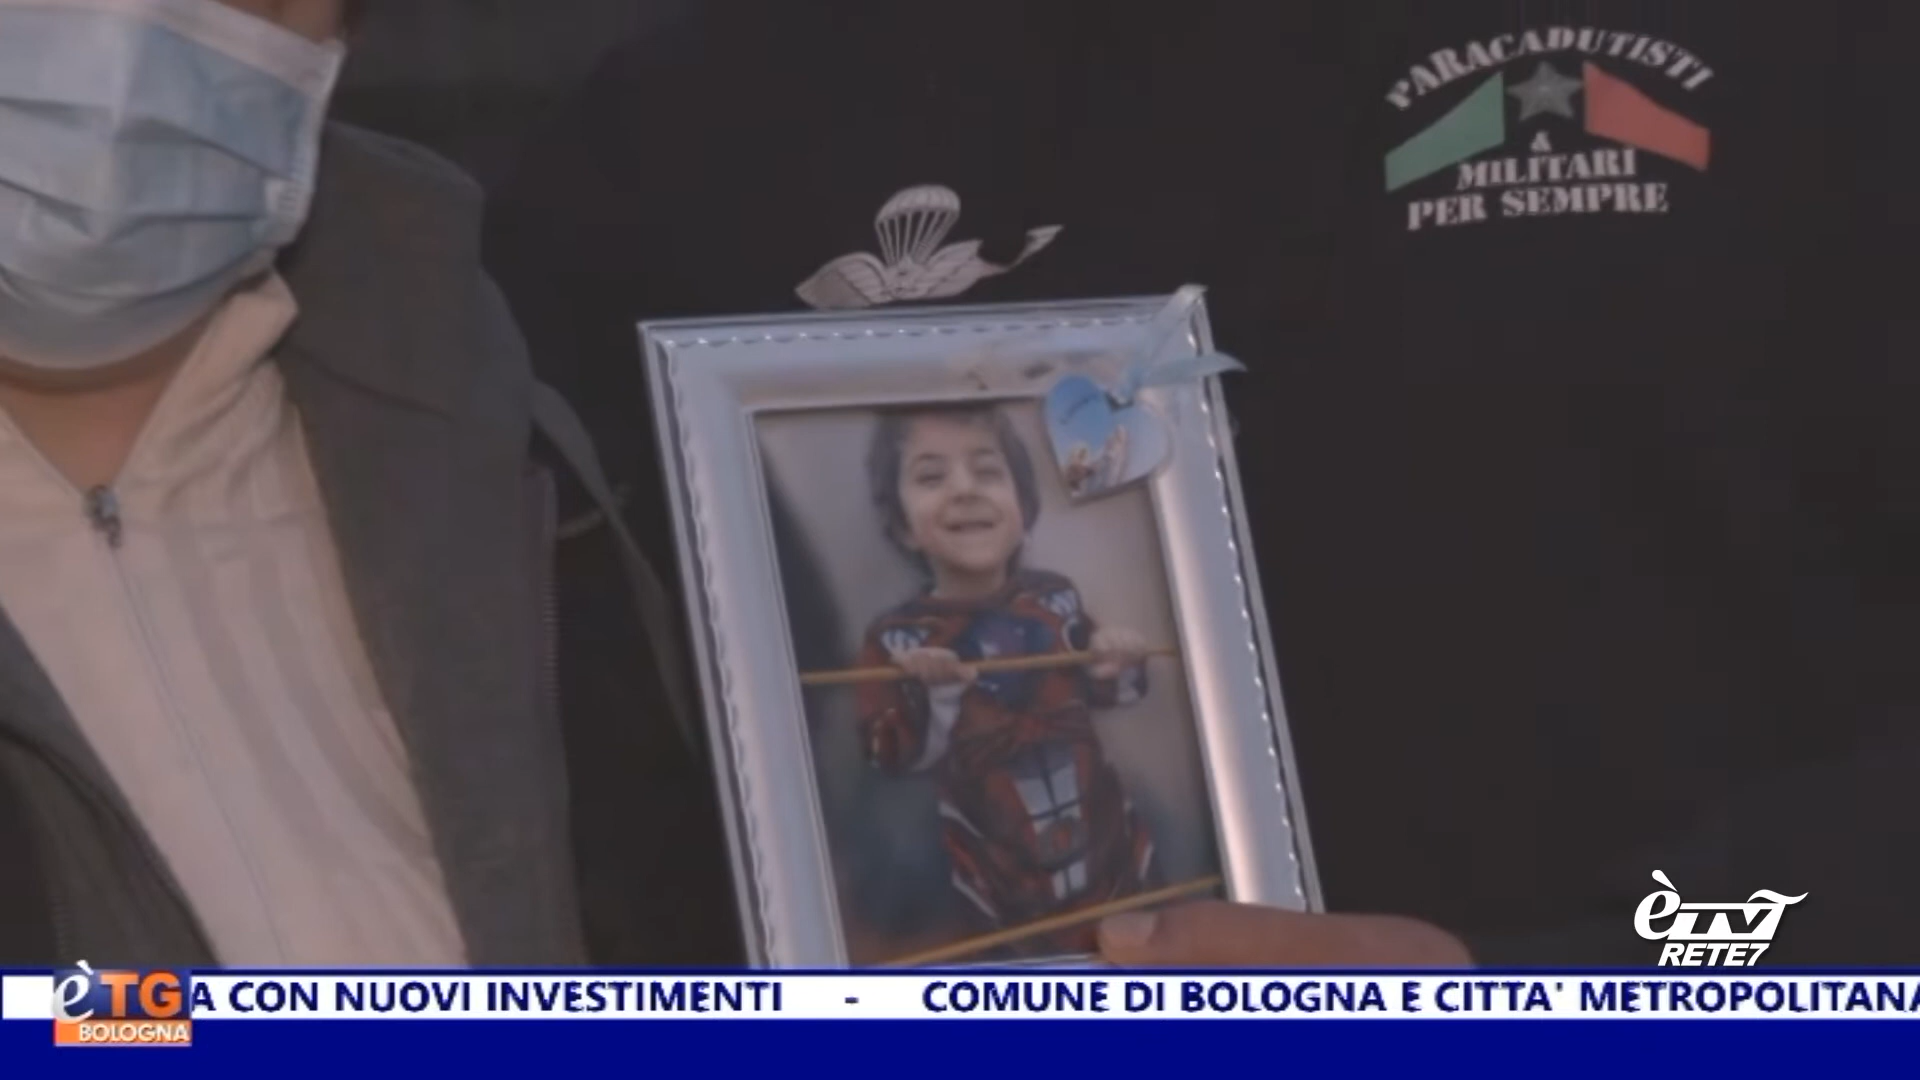 PARACADUTISTI
&
MILITARI
PER SEMPRE
èTV
RETE7
èTG
BOLOGNA
A CON NUOVI INVESTIMENTI - COMUNE DI BOLOGNA E CITTA' METROPOLITANA